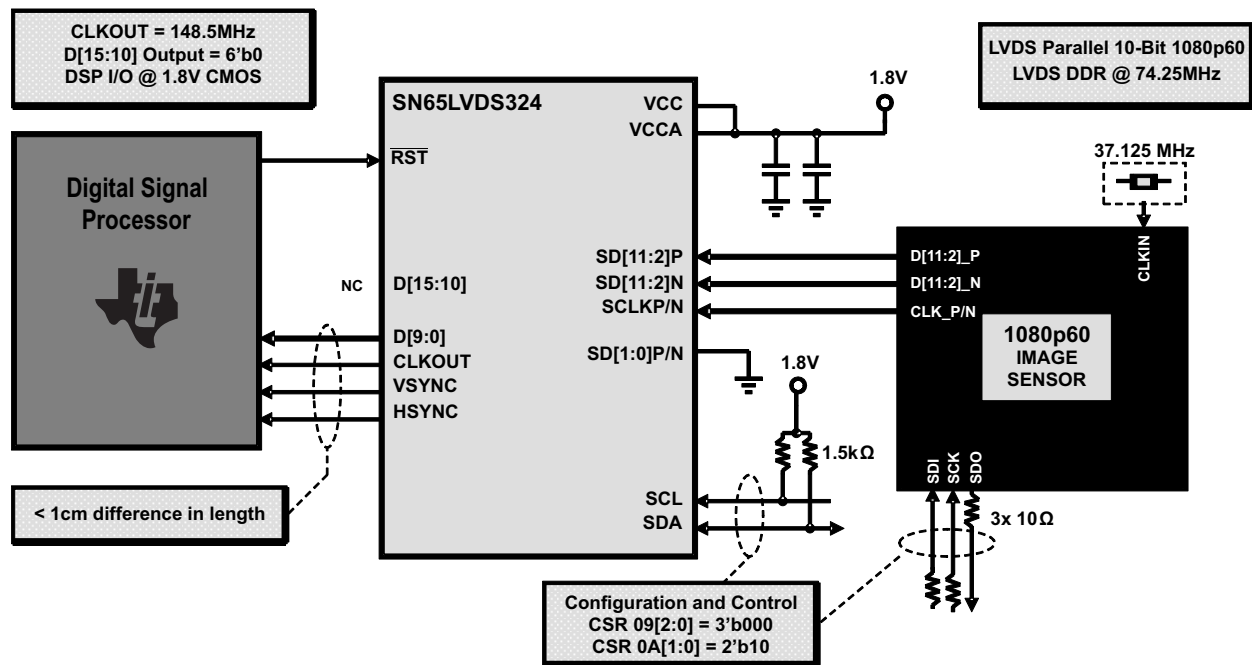 CLKOUT = 148.5MHz
D[15:10] Output = 6'b0
DSP I/O @ 1.8V CMOS
LVDS Parallel 10-Bit 1080p60
LVDS DDR @ 74.25MHz
SN65LVDS324
VCC
VCCA
1.8V
RST
37.125 MHz
Digital Signal
Processor
CLKIN
SD[11:2]P
SD[11:2]N
SCLKP/N
D[11:2]_P
D[11:2]_N
CLK_P/N
NC
D[15:10]
D[9:0]
CLKOUT
VSYNC
HSYNC
SD[1:0]P/N
1.8V
1080p60
IMAGE
SENSOR
1.5kΩ
SDI
SCK
SDO
< 1cm difference in length
SCL
SDA
3x 10Ω
Configuration and Control
CSR 09[2:0] = 3'b000
CSR 0A[1:0] = 2'b10